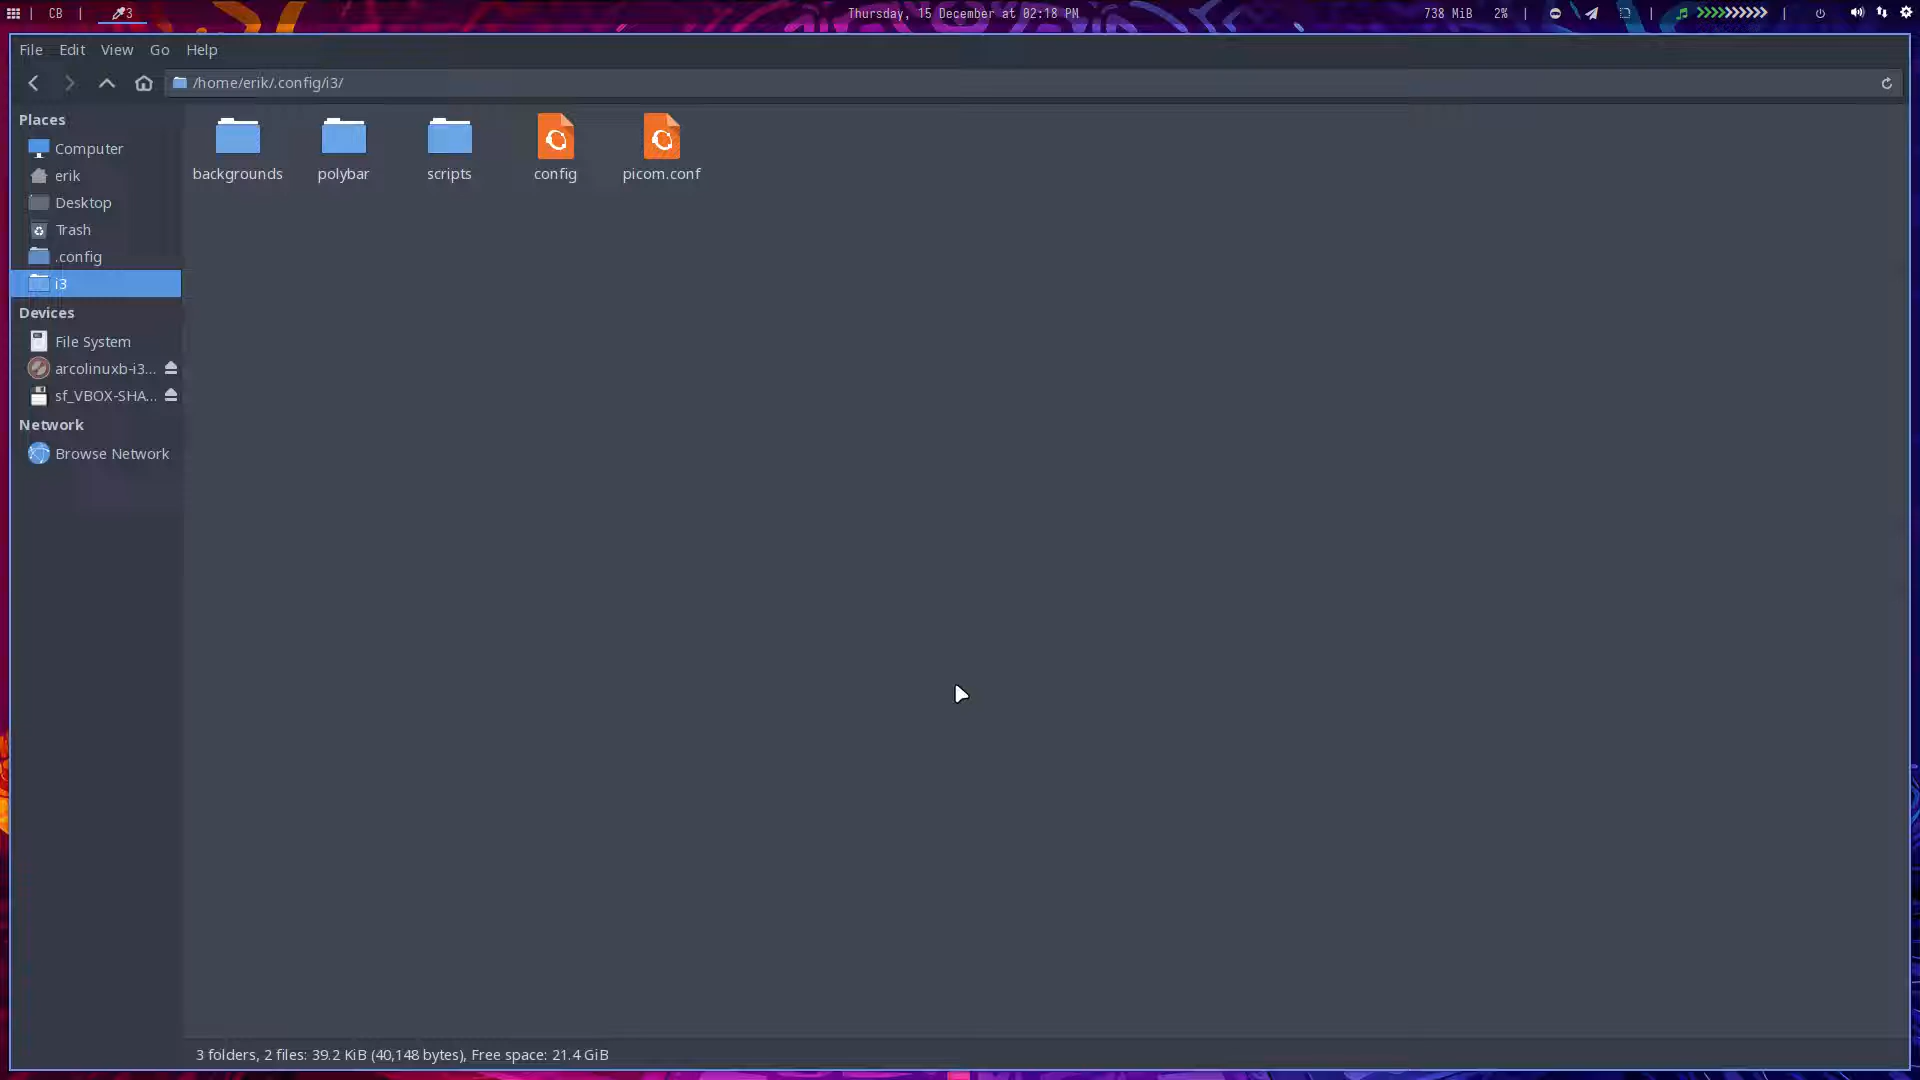 CB | 3 Thursday, 15 December at 02:18 PM 738 MiB 2%
File Edit View Go Help
/home/erik/.config/i3/
Places
Computer
erik
Desktop
Trash
.config
i3
Devices
File System
arcolinuxb-i3...
sf_VBOX-SHA...
Network
Browse Network
backgrounds polybar scripts config picom.conf
3 folders, 2 files: 39.2 KiB (40,148 bytes), Free space: 21.4 GiB